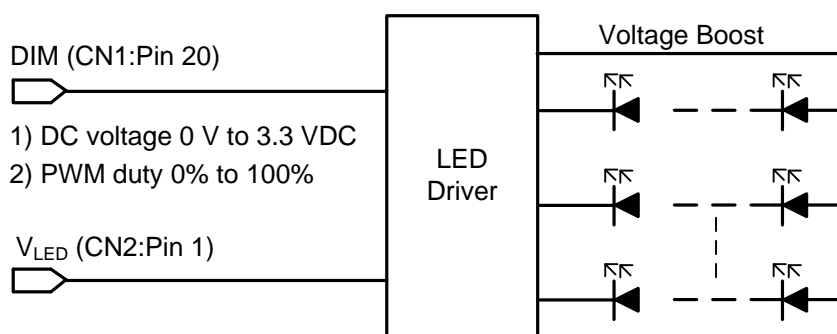 Voltage Boost
DIM (CN1:Pin 20)
1) DC voltage 0 V to 3.3 VDC
2) PWM duty 0% to 100%
LED
Driver
VLED (CN2:Pin 1)